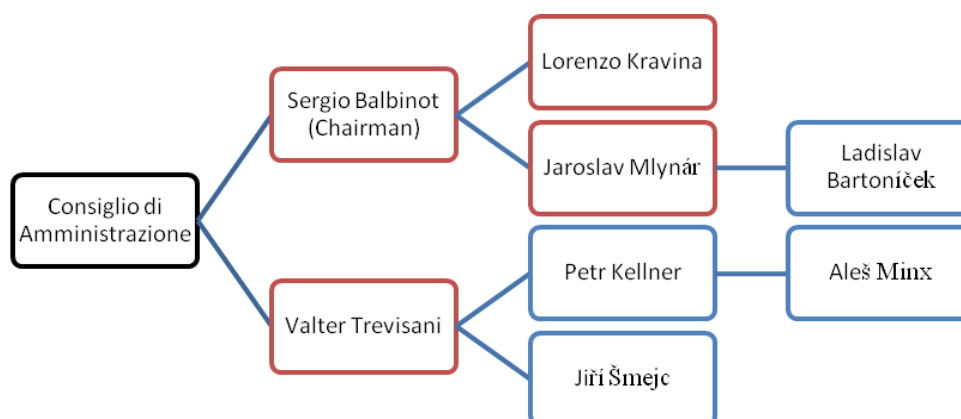 Consiglio di
Amministrazione
Sergio Balbinot
(Chairman)
Lorenzo Kravina
Jaroslav Mlynár
Ladislav
Bartoníček
Valter Trevisani
Petr Kellner
Aleš Minx
Jiří Šmejc